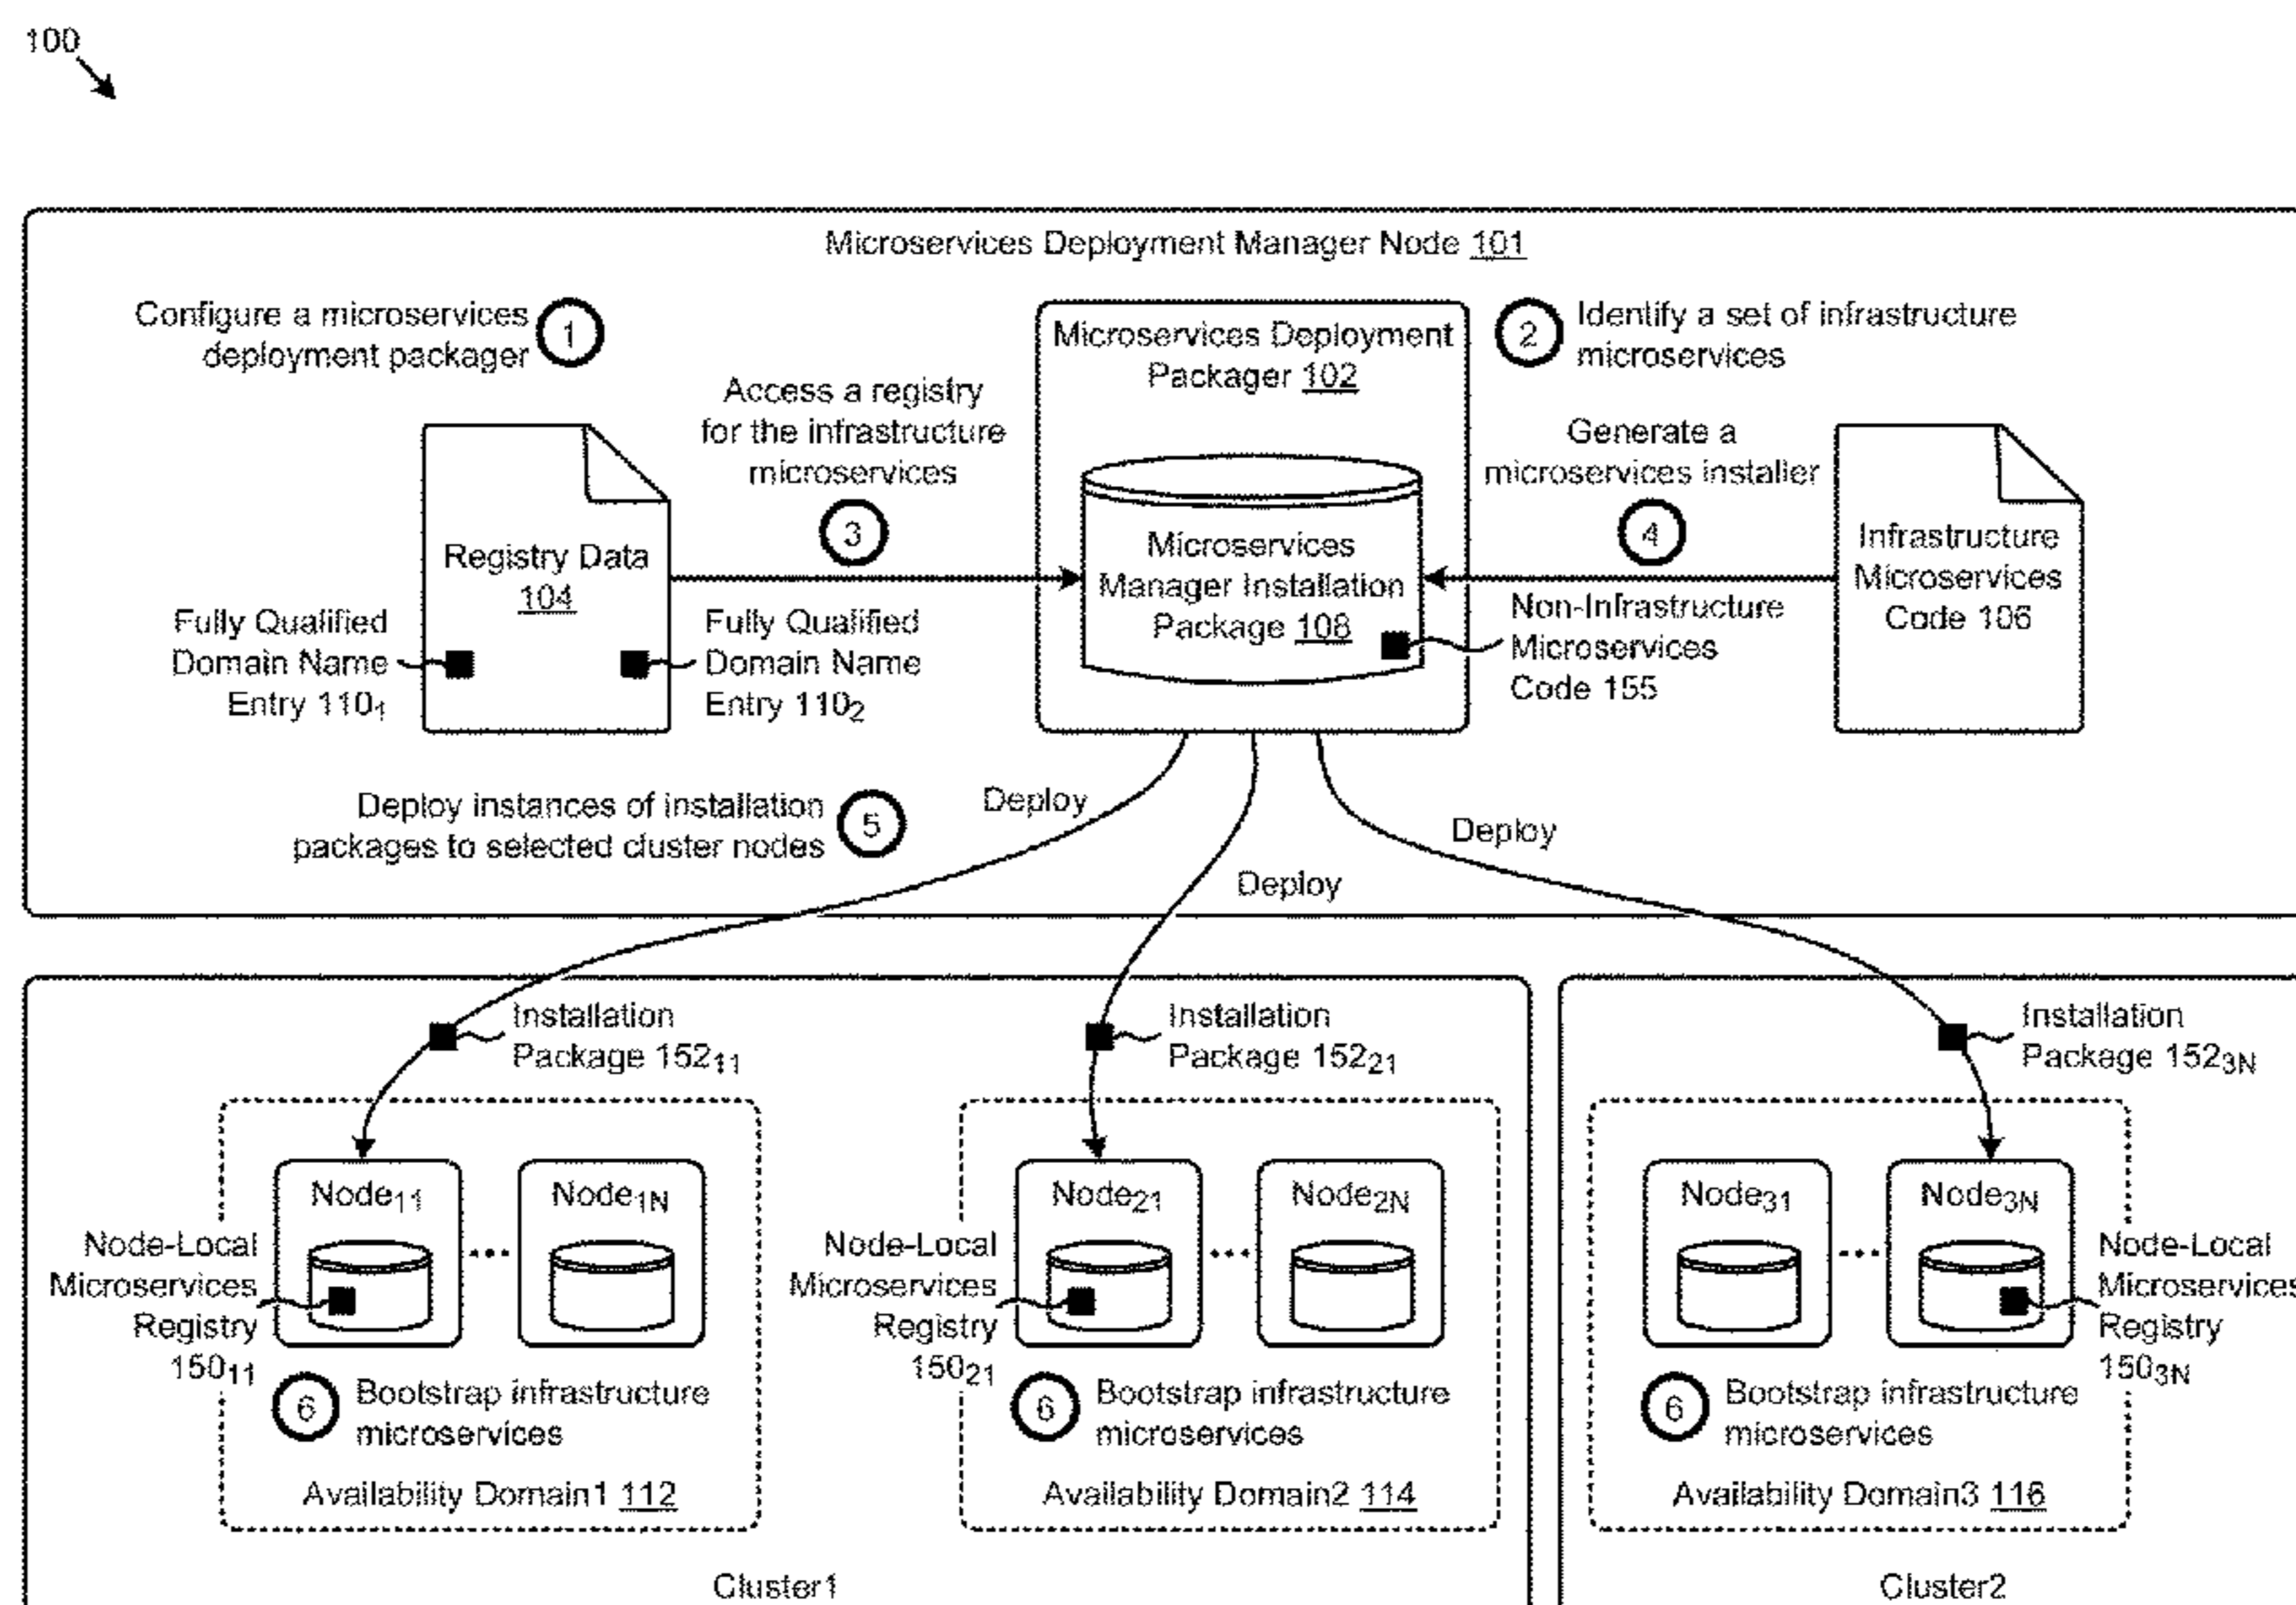 100
Microservices Deployment Manager Node 101
Configure a microservices
deployment packager
1
Microservices Deployment
Packager 102
2
Identify a set of infrastructure
microservices
Access a registry
for the infrastructure
microservices
3
Generate a
microservices installer
4
Registry Data
104
Microservices
Manager Installation
Package 108
Infrastructure
Microservices
Code 106
Fully Qualified
Domain Name
Entry 110₁
Fully Qualified
Domain Name
Entry 110₂
Non-Infrastructure
Microservices
Code 155
Deploy instances of installation
packages to selected cluster nodes
5
Deploy
Deploy
Deploy
Installation
Package 152₁₁
Installation
Package 152₂₁
Installation
Package 152₃N
Node₁₁
Node₁N
Node-Local
Microservices
Registry
150₁₁
6
Bootstrap infrastructure
microservices
Availability Domain1 112
Node₂₁
Node₂N
Node-Local
Microservices
Registry
150₂₁
6
Bootstrap infrastructure
microservices
Availability Domain2 114
Cluster1
Node₃₁
Node₃N
Node-Local
Microservices
Registry
150₃N
6
Bootstrap infrastructure
microservices
Availability Domain3 116
Cluster2